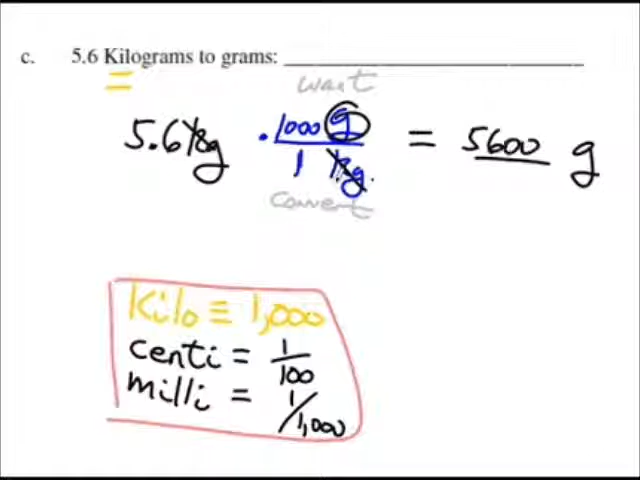 c. 5.6 Kilograms to grams: ____________
want
5.6 kg · 1000 g / 1 kg. = 5600 g
convert
Kilo ≡ 1,000
centi = 1/100
milli = 1/1,000